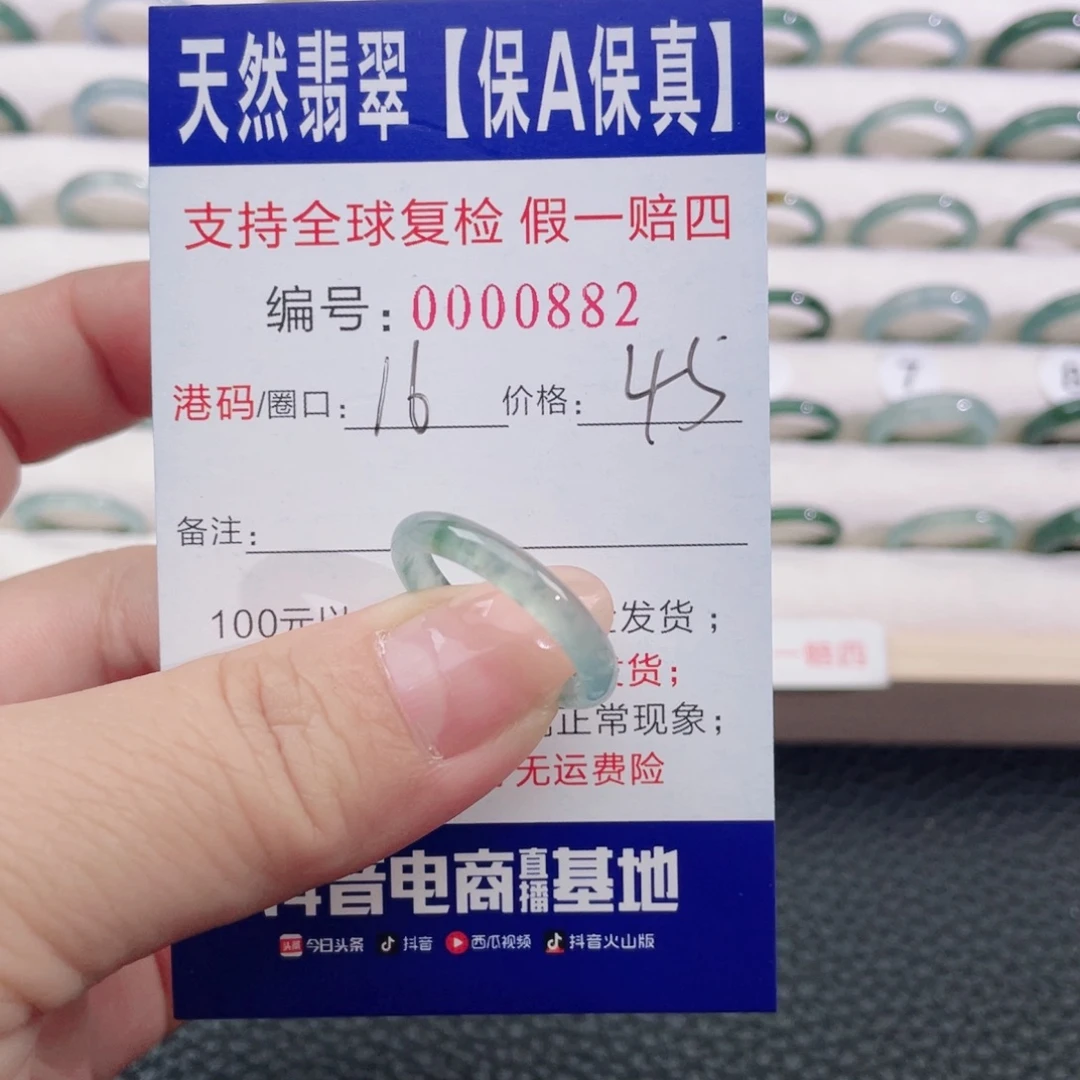 天然翡翠【保A保真】
支持全球复检 假一赔四
编号：0000882
港码/圈口：16 价格：45
备注：
100元以 发货；
货；
正常现象；
无运费险
音电商直播基地
头条 今日头条 抖音 西瓜视频 抖音火山版
7
8
一赔四